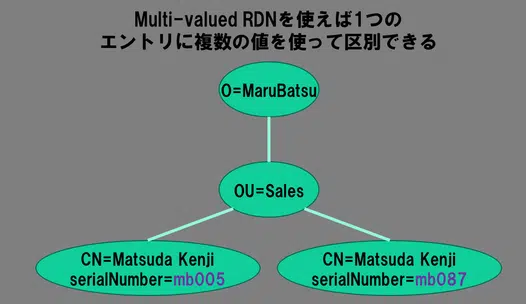 Multi-valued RDNを使えば1つの
エントリに複数の値を使って区別できる
O=MaruBatsu
OU=Sales
CN=Matsuda Kenji
serialNumber=mb005
CN=Matsuda Kenji
serialNumber=mb087